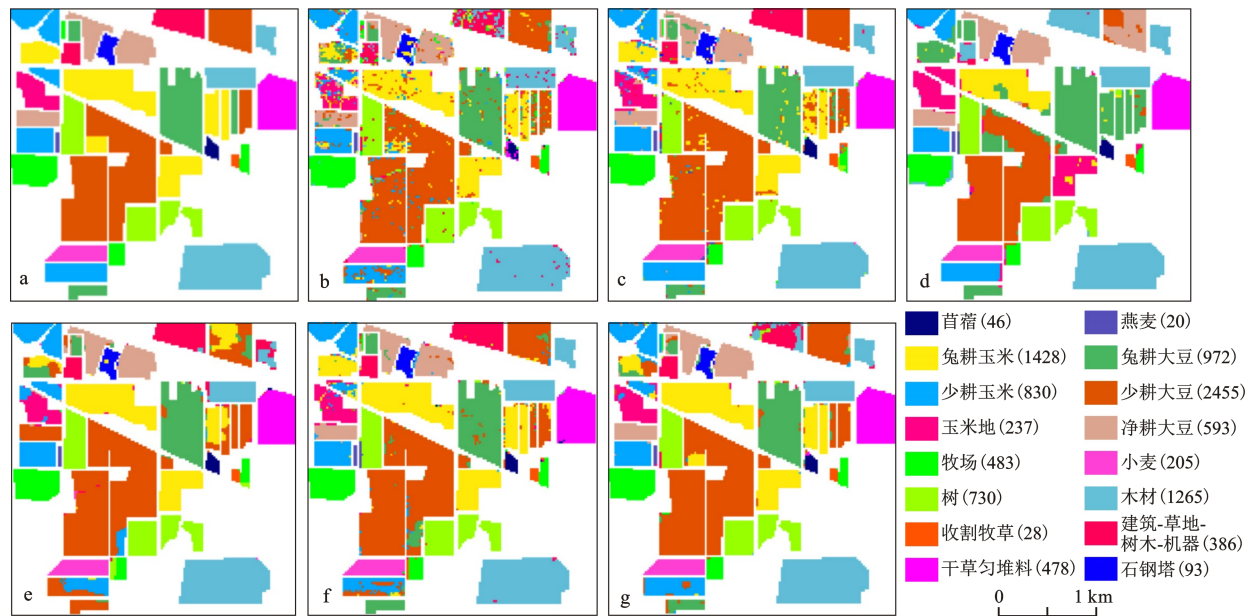 a
b
c
d
e
f
g
苜蓿(46)
燕麦(20)
免耕玉米(1428)
免耕大豆(972)
少耕玉米(830)
少耕大豆(2455)
玉米地(237)
净耕大豆(593)
牧场(483)
小麦(205)
树(730)
木材(1265)
收割牧草(28)
建筑-草地-
树木-机器(386)
干草匀堆料(478)
石钢塔(93)
0 1 km